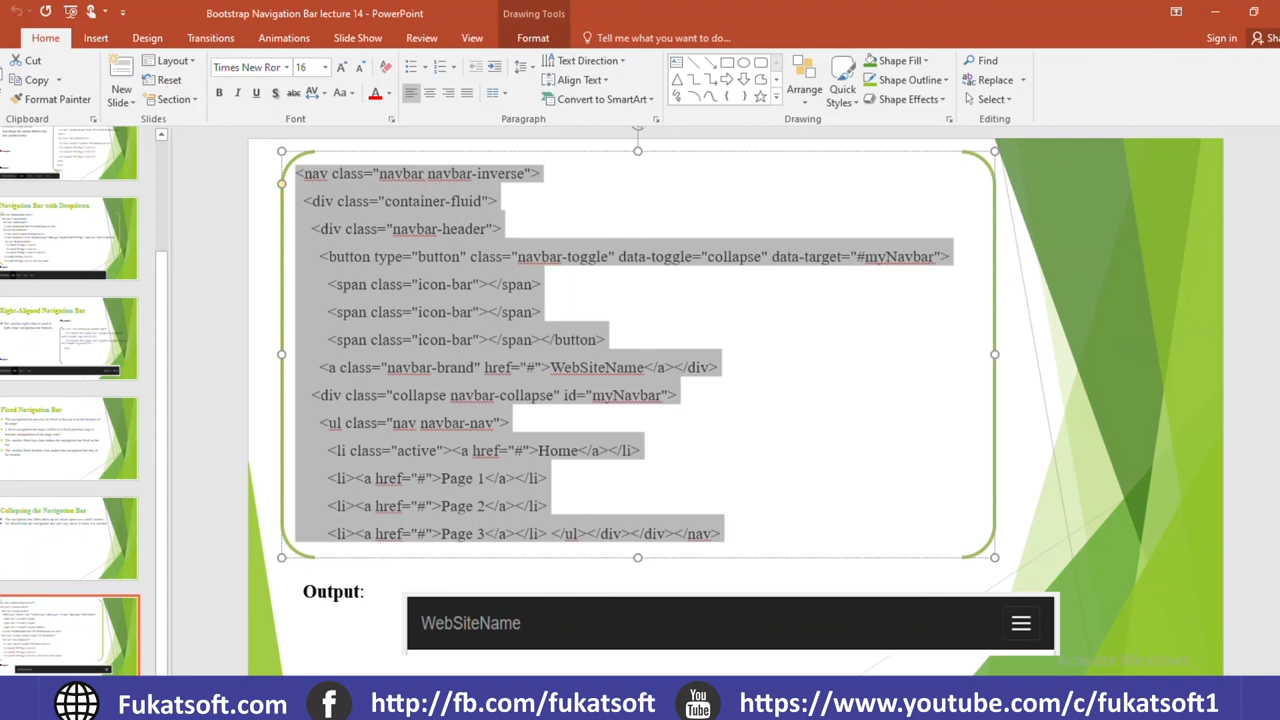 Bootstrap Navigation Bar lecture 14 - PowerPoint
Drawing Tools
Home Insert Design Transitions Animations Slide Show Review View Format Tell me what you want to do... Sign in
Cut
Copy
Format Painter
Clipboard
New Slide
Layout
Reset
Section
Slides
Times New Ror 16
B I U S abc AV Aa A
Font
Paragraph
Text Direction
Align Text
Convert to SmartArt
Arrange
Quick Styles
Shape Fill
Shape Outline
Shape Effects
Drawing
Find
Replace
Select
Editing
Navigation Bar with Dropdown
Right-Aligned Navigation Bar
Fixed Navigation Bar
Collapsing the Navigation Bar
<nav class="navbar navbar-inverse">
<div class="container-fluid">
<div class="navbar-header">
<button type="button" class="navbar-toggle" data-toggle="collapse" data-target="#myNavbar">
<span class="icon-bar"></span>
<span class="icon-bar"></span>
<span class="icon-bar"></span></button>
<a class="navbar-brand" href="#">WebSiteName</a></div>
<div class="collapse navbar-collapse" id="myNavbar">
<ul class="nav navbar-nav">
<li class="active"><a href="#">Home</a></li>
<li><a href="#">Page 1</a></li>
<li><a href="#">Page 2</a></li>
<li><a href="#">Page 3</a></li> </ul></div></div></nav>
Output:
WebSiteName
Activate Windows
Fukatsoft.com http://fb.com/fukatsoft You Tube https://www.youtube.com/c/fukatsoft1